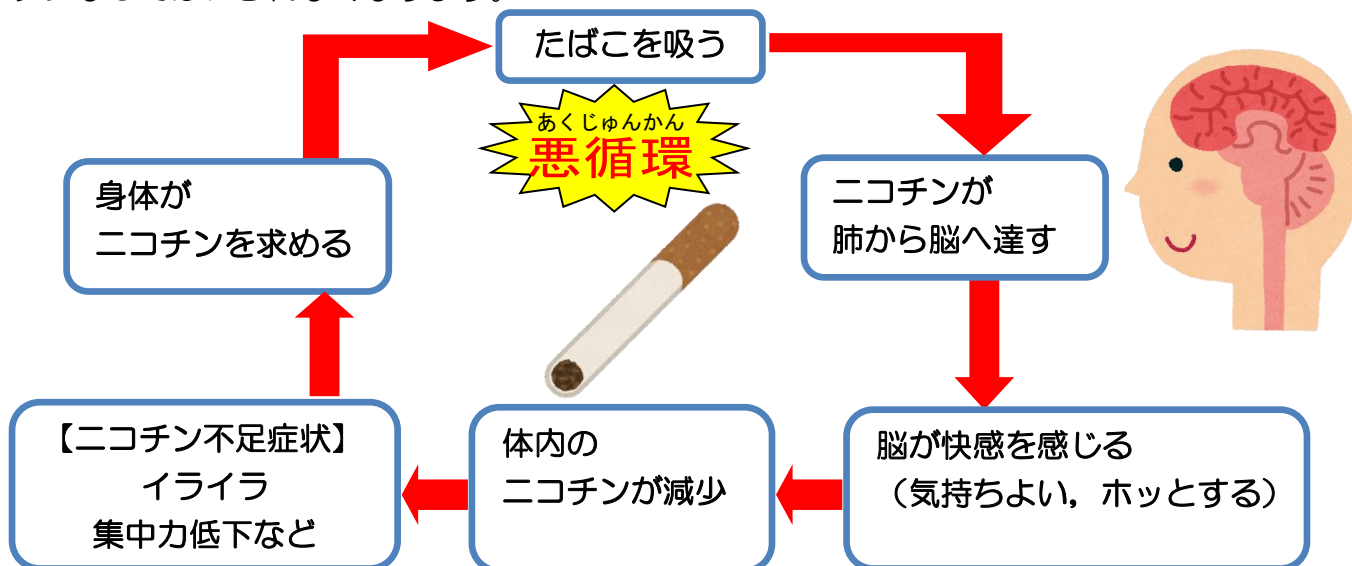 たばこを吸う
あくじゅんかん
悪循環
ニコチンが
肺から脳へ達す
脳が快感を感じる
（気持ちよい，ホッとする）
体内の
ニコチンが減少
【ニコチン不足症状】
イライラ
集中力低下など
身体が
ニコチンを求める